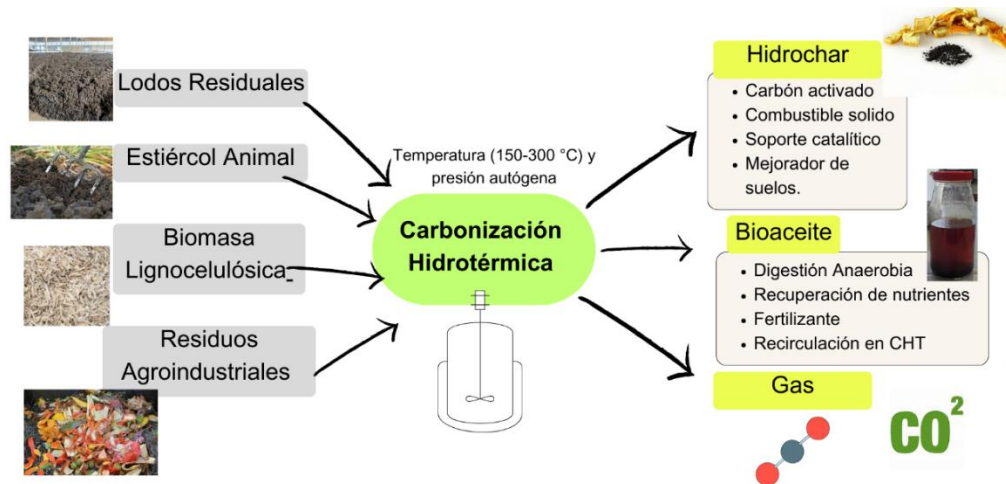 Lodos Residuales
Estiércol Animal
Biomasa
Lignocelulósica
Residuos
Agroindustriales
Temperatura (150-300 °C) y
presión autógena
Carbonización
Hidrotérmica
Hidrochar
• Carbón activado
• Combustible solido
• Soporte catalítico
• Mejorador de
suelos.
Bioaceite
• Digestión Anaerobia
• Recuperación de nutrientes
• Fertilizante
• Recirculación en CHT
Gas
CO²